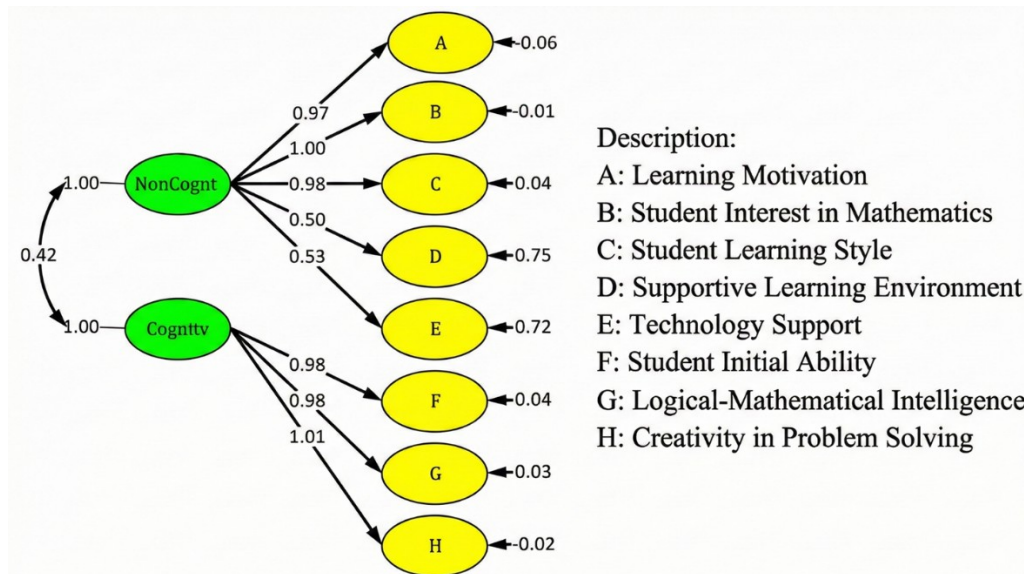 A
-0.06
0.97
B
-0.01
1.00
Description:
A: Learning Motivation
1.00
NonCognt
0.98
C
0.04
B: Student Interest in Mathematics
0.50
C: Student Learning Style
0.42
0.53
D
0.75
D: Supportive Learning Environment
1.00
Cognttv
E
0.72
E: Technology Support
0.98
F: Student Initial Ability
0.98
F
0.04
G: Logical-Mathematical Intelligence
1.01
H: Creativity in Problem Solving
G
0.03
H
-0.02